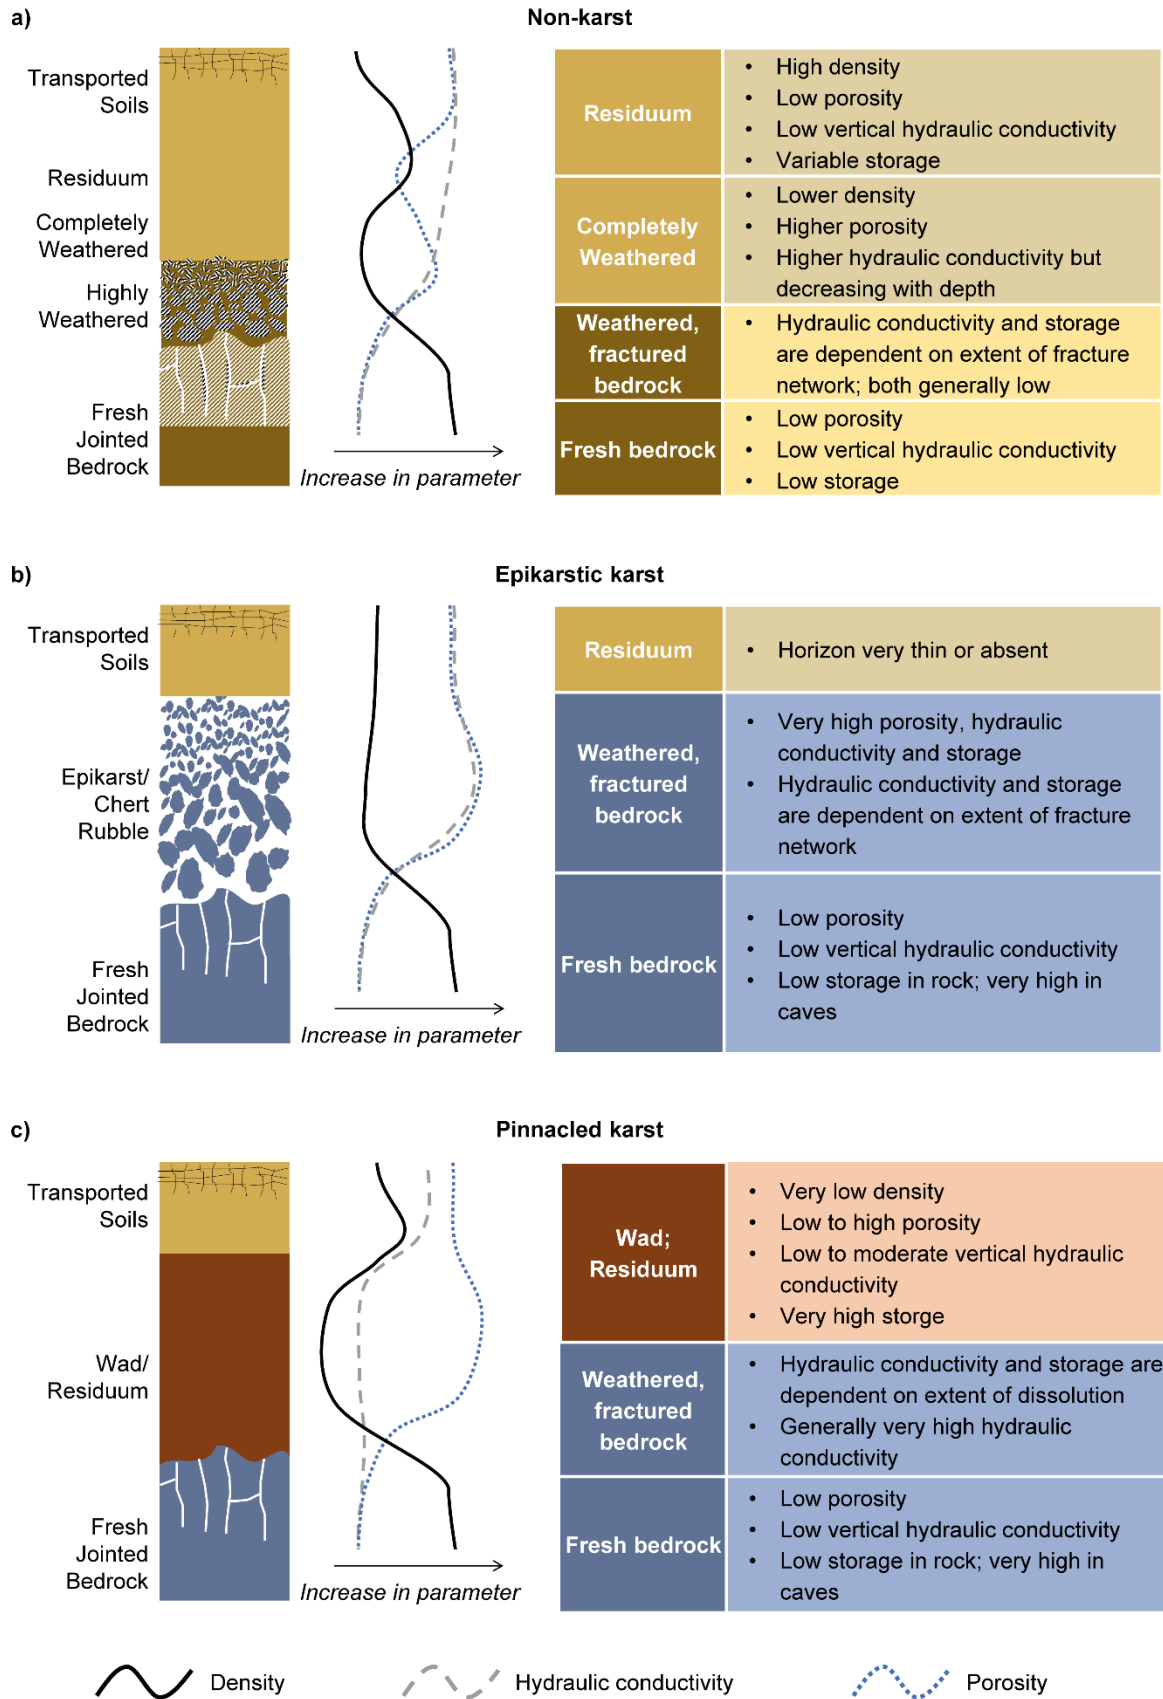 a)
Non-karst
Transported
Soils
Residuum
Completely
Weathered
Highly
Weathered
Fresh
Jointed
Bedrock
Increase in parameter
Residuum
• High density
• Low porosity
• Low vertical hydraulic conductivity
• Variable storage
Completely
Weathered
• Lower density
• Higher porosity
• Higher hydraulic conductivity but
decreasing with depth
Weathered,
fractured
bedrock
• Hydraulic conductivity and storage
are dependent on extent of fracture
network; both generally low
Fresh bedrock
• Low porosity
• Low vertical hydraulic conductivity
• Low storage
b)
Epikarstic karst
Transported
Soils
Epikarst/
Chert
Rubble
Fresh
Jointed
Bedrock
Increase in parameter
Residuum
• Horizon very thin or absent
Weathered,
fractured
bedrock
• Very high porosity, hydraulic
conductivity and storage
• Hydraulic conductivity and storage
are dependent on extent of fracture
network
Fresh bedrock
• Low porosity
• Low vertical hydraulic conductivity
• Low storage in rock; very high in
caves
c)
Pinnacled karst
Transported
Soils
Wad/
Residuum
Fresh
Jointed
Bedrock
Increase in parameter
Wad;
Residuum
• Very low density
• Low to high porosity
• Low to moderate vertical hydraulic
conductivity
• Very high storge
Weathered,
fractured
bedrock
• Hydraulic conductivity and storage are
dependent on extent of dissolution
• Generally very high hydraulic
conductivity
Fresh bedrock
• Low porosity
• Low vertical hydraulic conductivity
• Low storage in rock; very high in
caves
Density
Hydraulic conductivity
Porosity